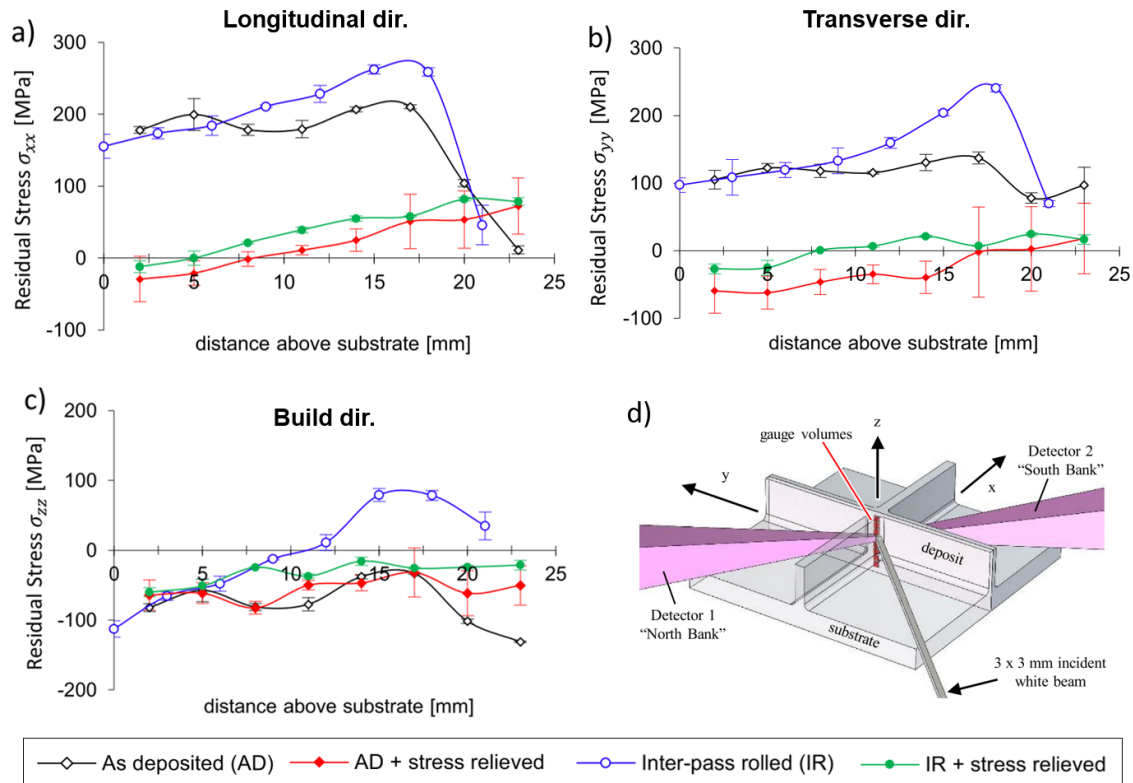 Longitudinal dir.
a)
Residual Stress σxx [MPa]
300
200
100
0
-100
0
5
10
15
20
25
distance above substrate [mm]
Transverse dir.
b)
Residual Stress σyy [MPa]
300
200
100
0
-100
0
5
10
15
20
25
distance above substrate [mm]
c)
Build dir.
Residual Stress σzz [MPa]
200
100
0
-100
-200
0
5
10
15
20
25
distance above substrate [mm]
d)
z
gauge volumes
Detector 2
"South Bank"
y
x
deposit
Detector 1
"North Bank"
substrate
3 x 3 mm incident
white beam
As deposited (AD) AD + stress relieved Inter-pass rolled (IR) IR + stress relieved